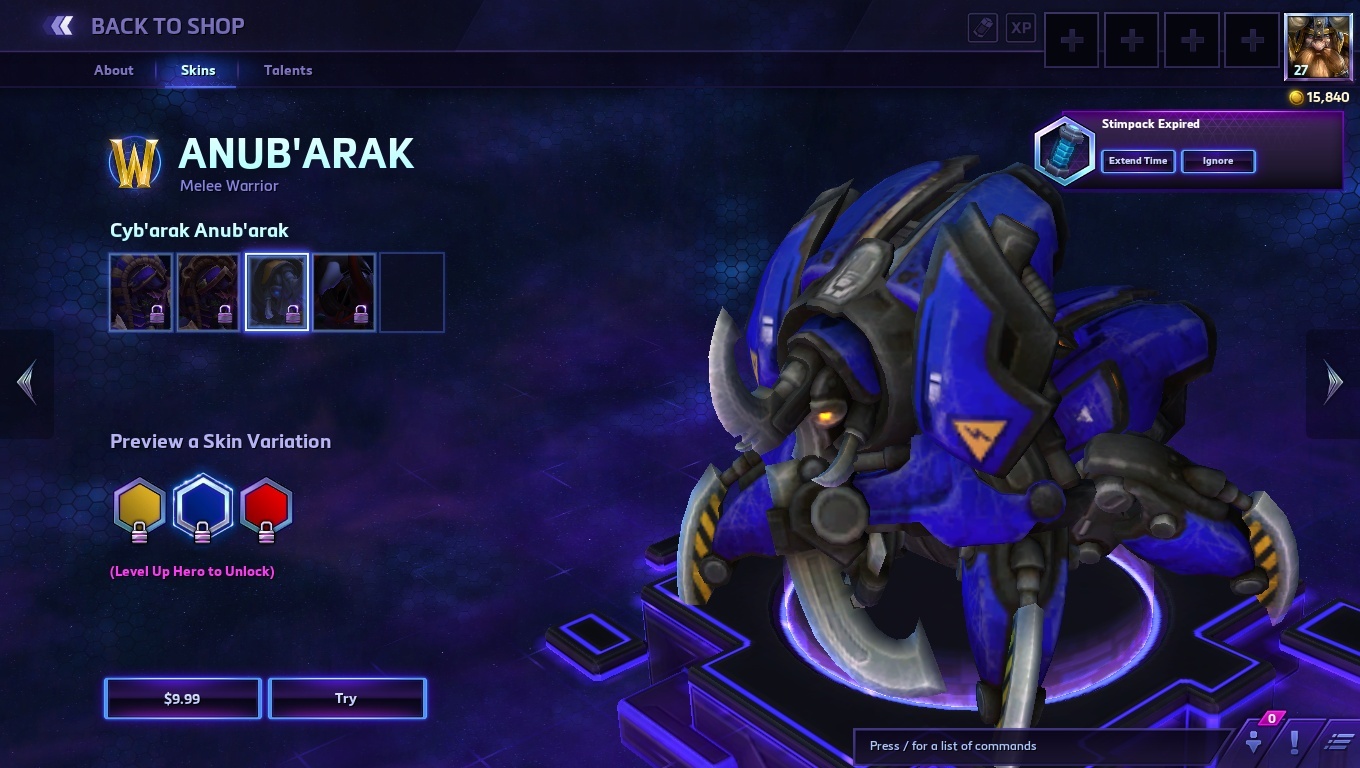 BACK TO SHOP
XP
27
15,840
About
Skins
Talents
Stimpack Expired
Extend Time
Ignore
W
ANUB'ARAK
Melee Warrior
Cyb'arak Anub'arak
Preview a Skin Variation
(Level Up Hero to Unlock)
$9.99
Try
0
Press / for a list of commands